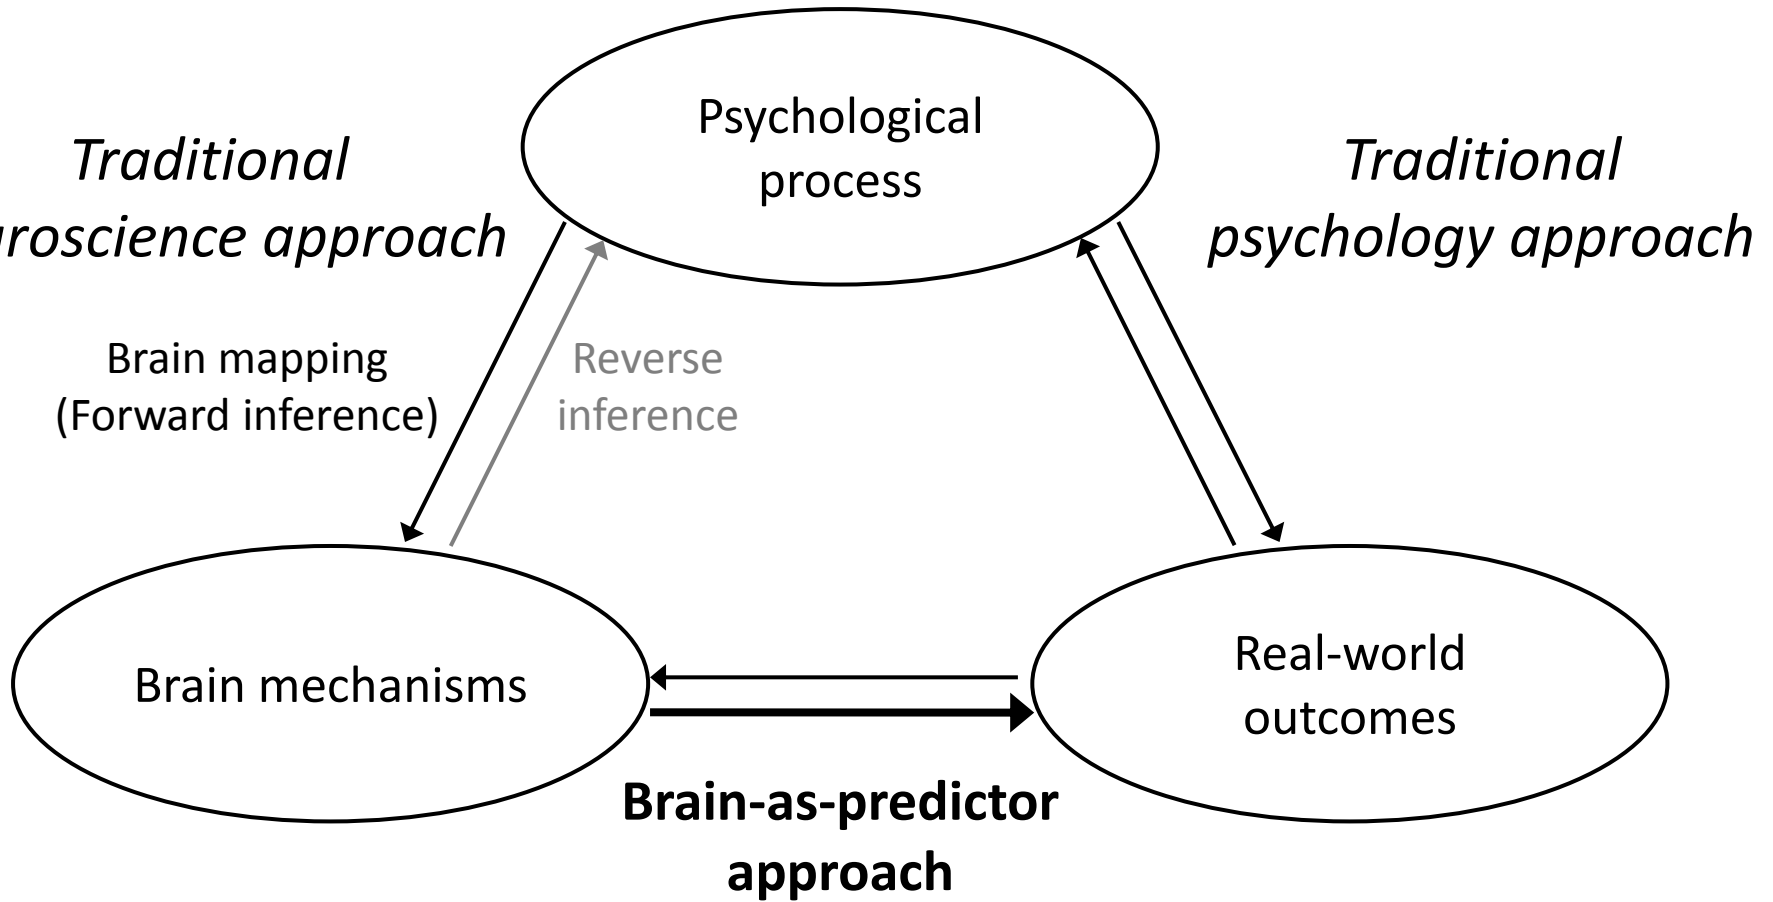 Psychological
process
Traditional
approach
Traditional
psychology approach
Brain mapping
(Forward inference)
Reverse
inference
Brain mechanisms
Real-world
outcomes
Brain-as-predictor
approach